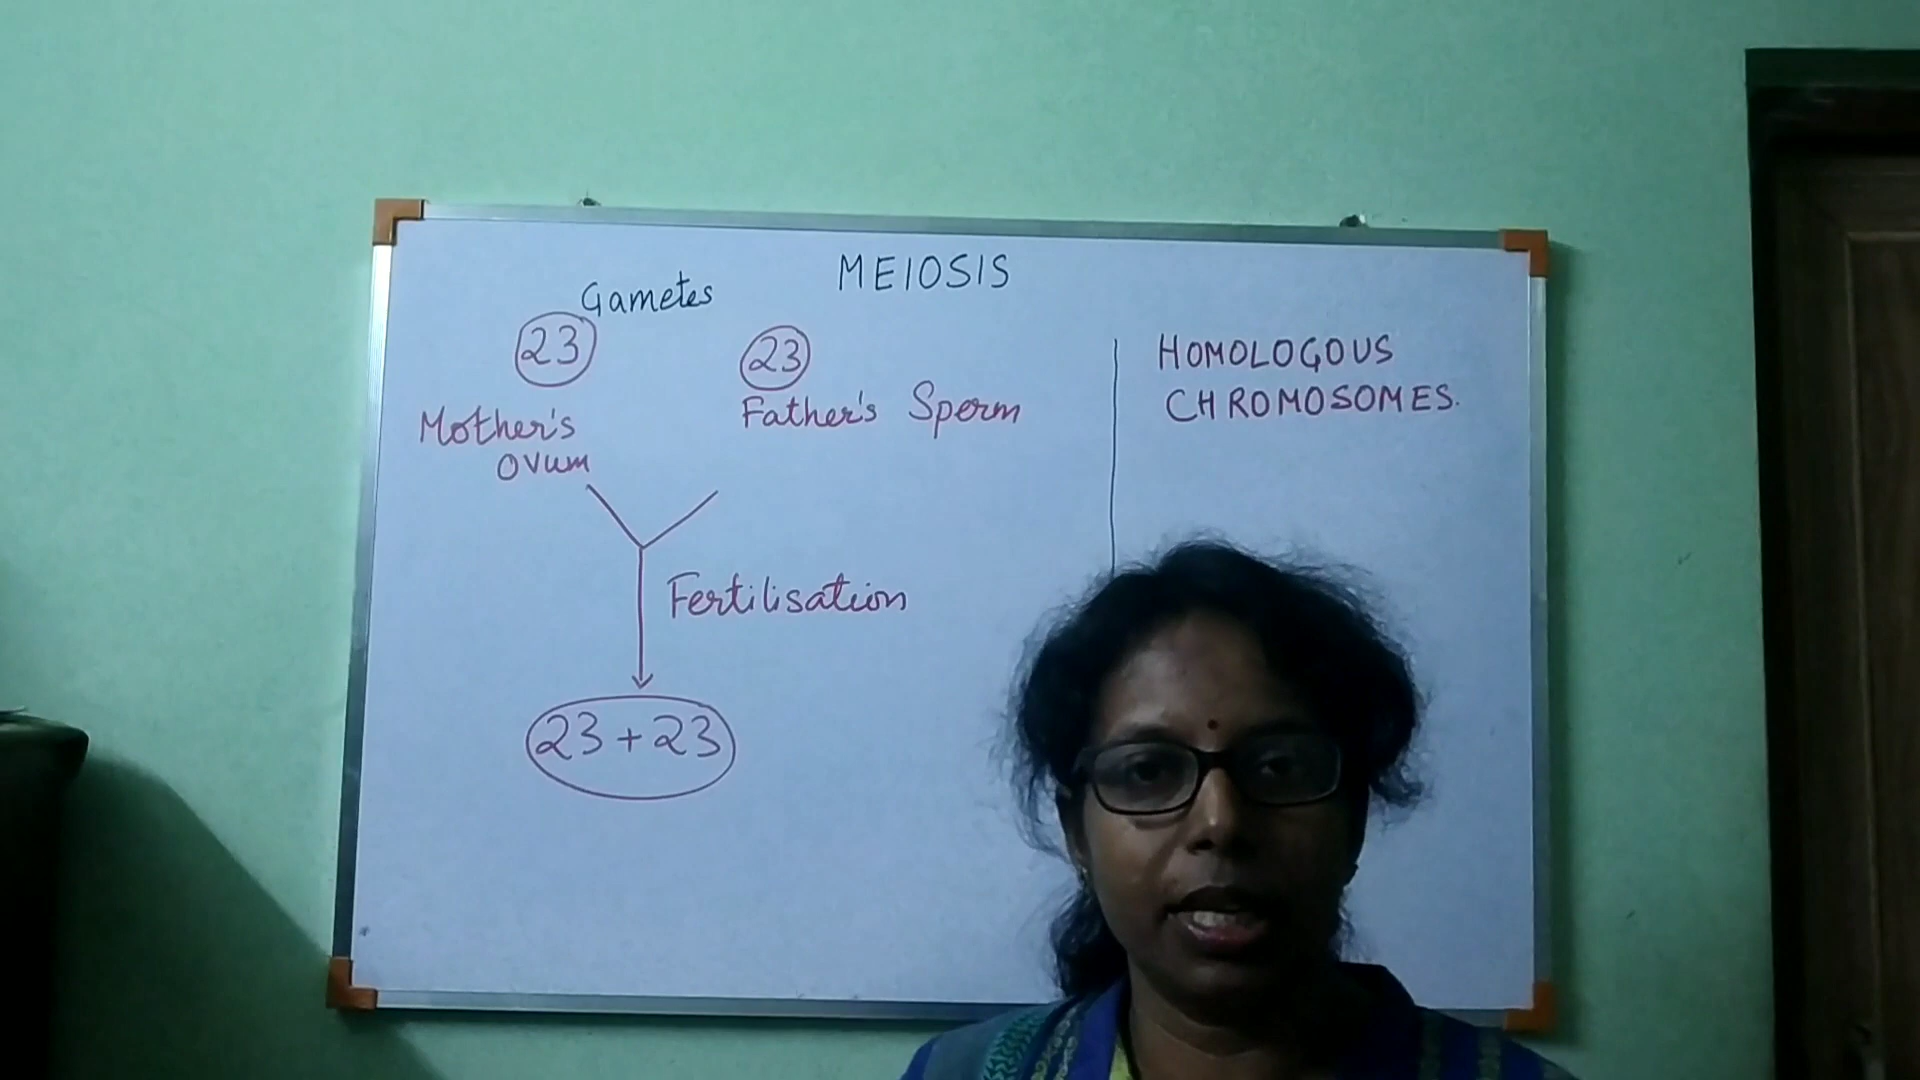 MEIOSIS
Gametes
23
23
Mother's
Ovum
Father's Sperm
Fertilisation
23 + 23
HOMOLOGOUS
CHROMOSOMES.